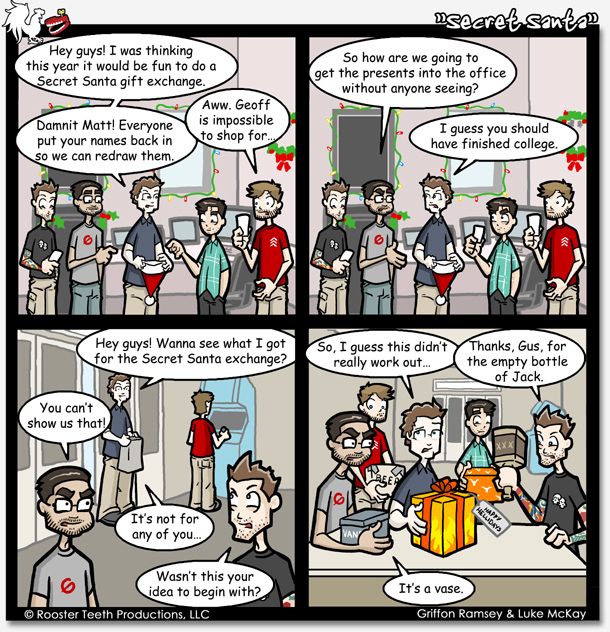 "Secret Santa"
Hey guys! I was thinking
this year it would be fun to do a
Secret Santa gift exchange.
Aww. Geoff
is impossible
to shop for...
Damnit Matt! Everyone
put your names back in
so we can redraw them.
So how are we going to
get the presents into the office
without anyone seeing?
I guess you should
have finished college.
Hey guys! Wanna see what I got
for the Secret Santa exchange?
You can't
show us that!
It's not for
any of you...
Wasn't this your
idea to begin with?
So, I guess this didn't
really work out...
Thanks, Gus, for
the empty bottle
of Jack.
XXX
BEER
HAPPY
HELLIDAYS
VAN
It's a vase.
© Rooster Teeth Productions, LLC
Griffon Ramsey & Luke McKay